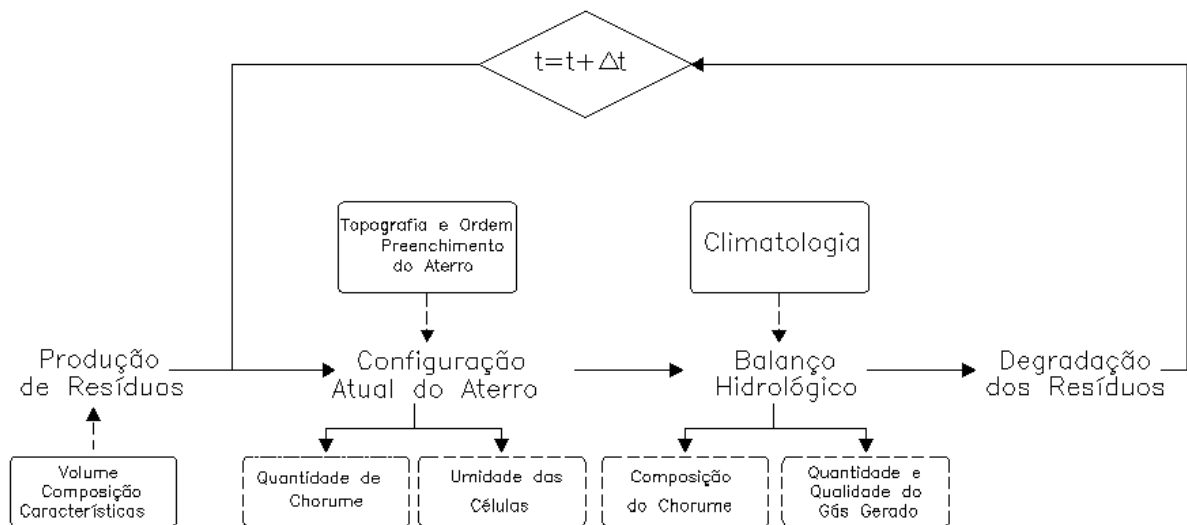 t=t+Δt
Topografia e Ordem
Preenchimento
do Aterro
Climatologia
Produção
de Resíduos
Configuração
Atual do Aterro
Balanço
Hidrológico
Degradação
dos Resíduos
Volume
Composição
Características
Quantidade de
Chorume
Umidade das
Células
Composição
do Chorume
Quantidade e
Qualidade do
Gás Gerado